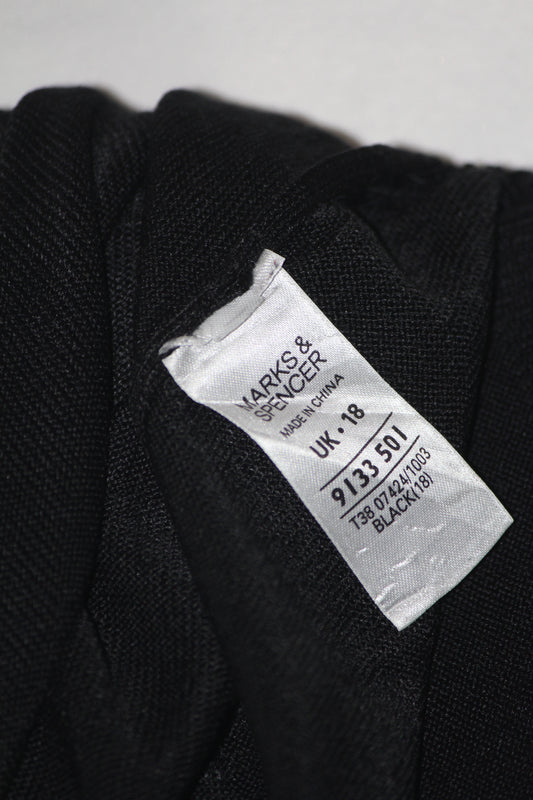 MARKS &
SPENCER
MADE IN CHINA
UK • 18
9133 501
T38 07424/1003
BLACK(18)